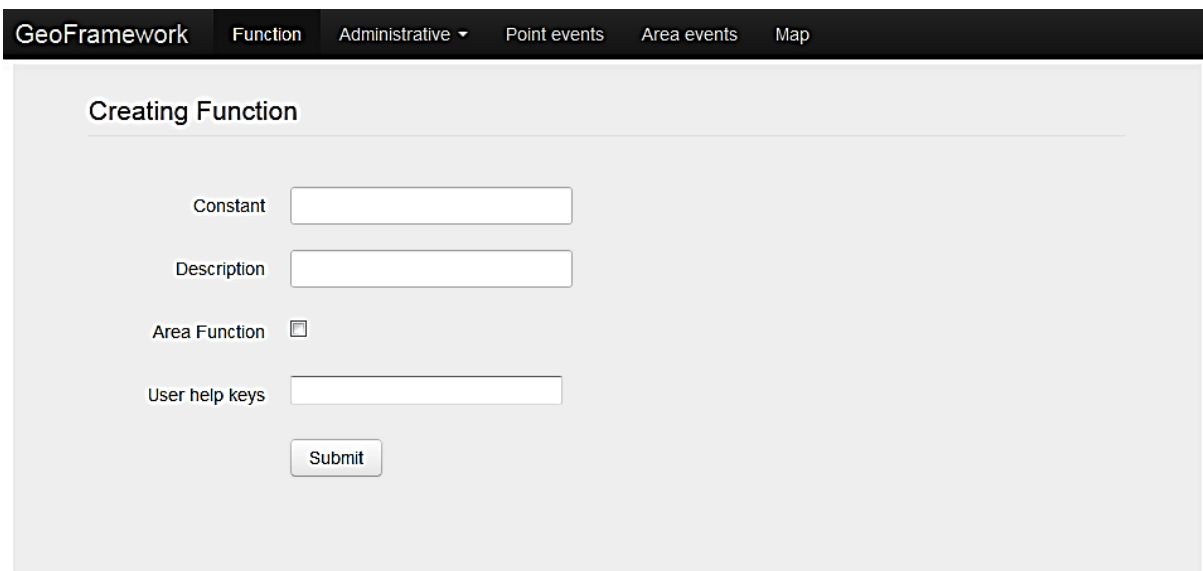 GeoFramework Function Administrative Point events Area events Map
Creating Function
Constant
Description
Area Function
User help keys
Submit